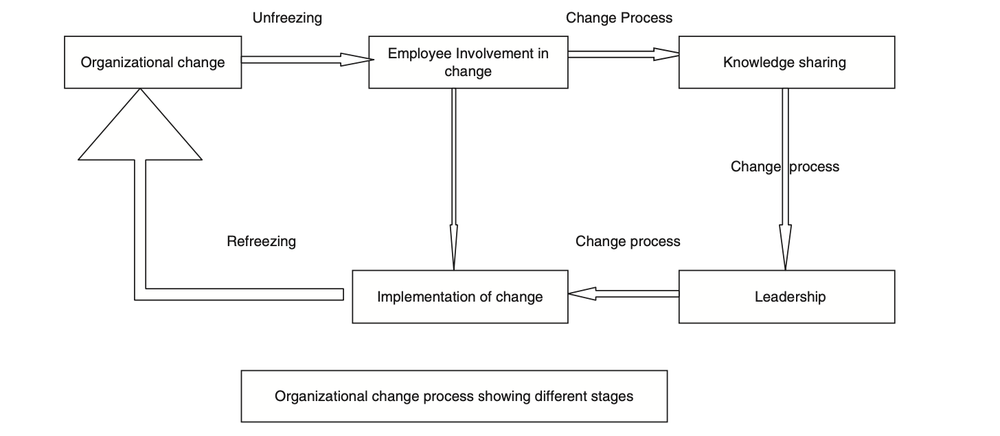 Unfreezing
Change Process
Organizational change
Employee Involvement in
change
Knowledge sharing
Change process
Refreezing
Change process
Implementation of change
Leadership
Organizational change process showing different stages